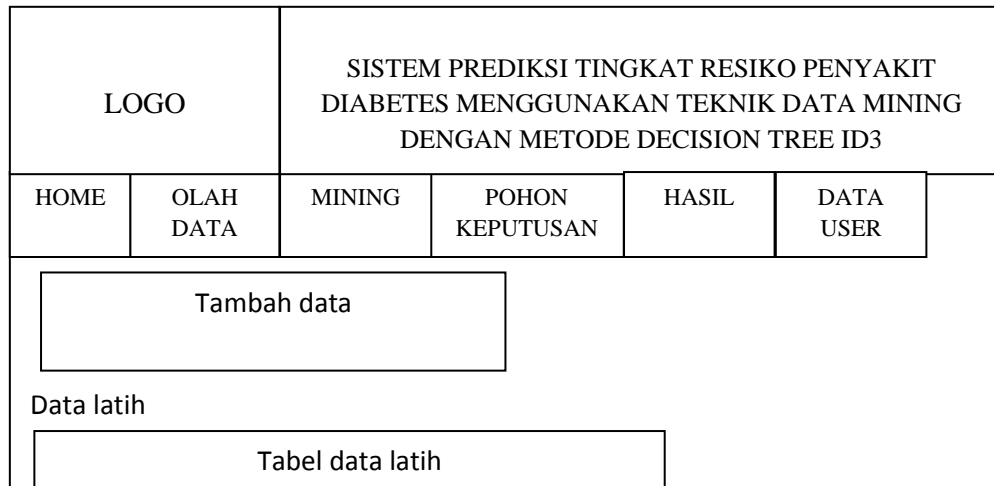 LOGO
SISTEM PREDIKSI TINGKAT RESIKO PENYAKIT
DIABETES MENGGUNAKAN TEKNIK DATA MINING
DENGAN METODE DECISION TREE ID3
HOME
OLAH
DATA
MINING
POHON
KEPUTUSAN
HASIL
DATA
USER
Tambah data
Data latih
Tabel data latih